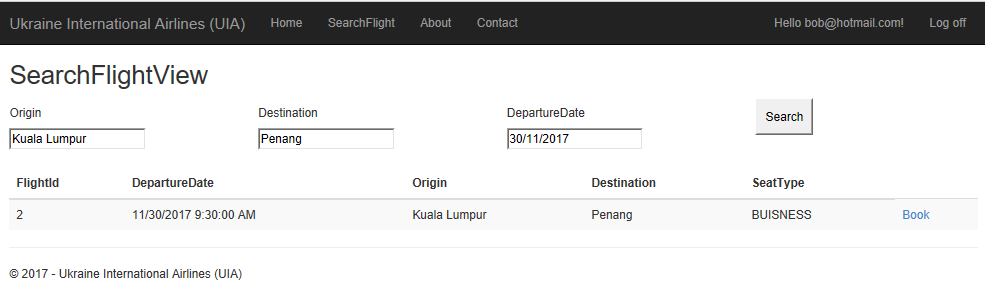 Ukraine International Airlines (UIA) Home SearchFlight About Contact Hello bob@hotmail.com! Log off
SearchFlightView
Origin Destination DepartureDate
Kuala Lumpur Penang 30/11/2017 Search
FlightId DepartureDate Origin Destination SeatType
2 11/30/2017 9:30:00 AM Kuala Lumpur Penang BUISNESS Book
© 2017 - Ukraine International Airlines (UIA)